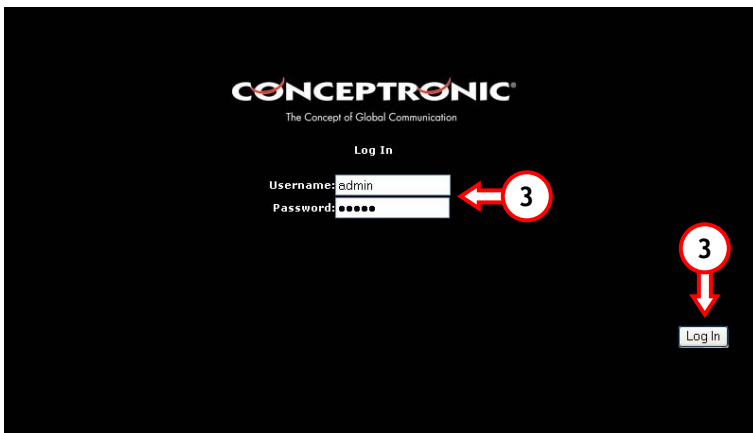 CONCEPTRONIC®
The Concept of Global Communication
Log In
Username: admin
Password: ●●●●●
3
3
Log In